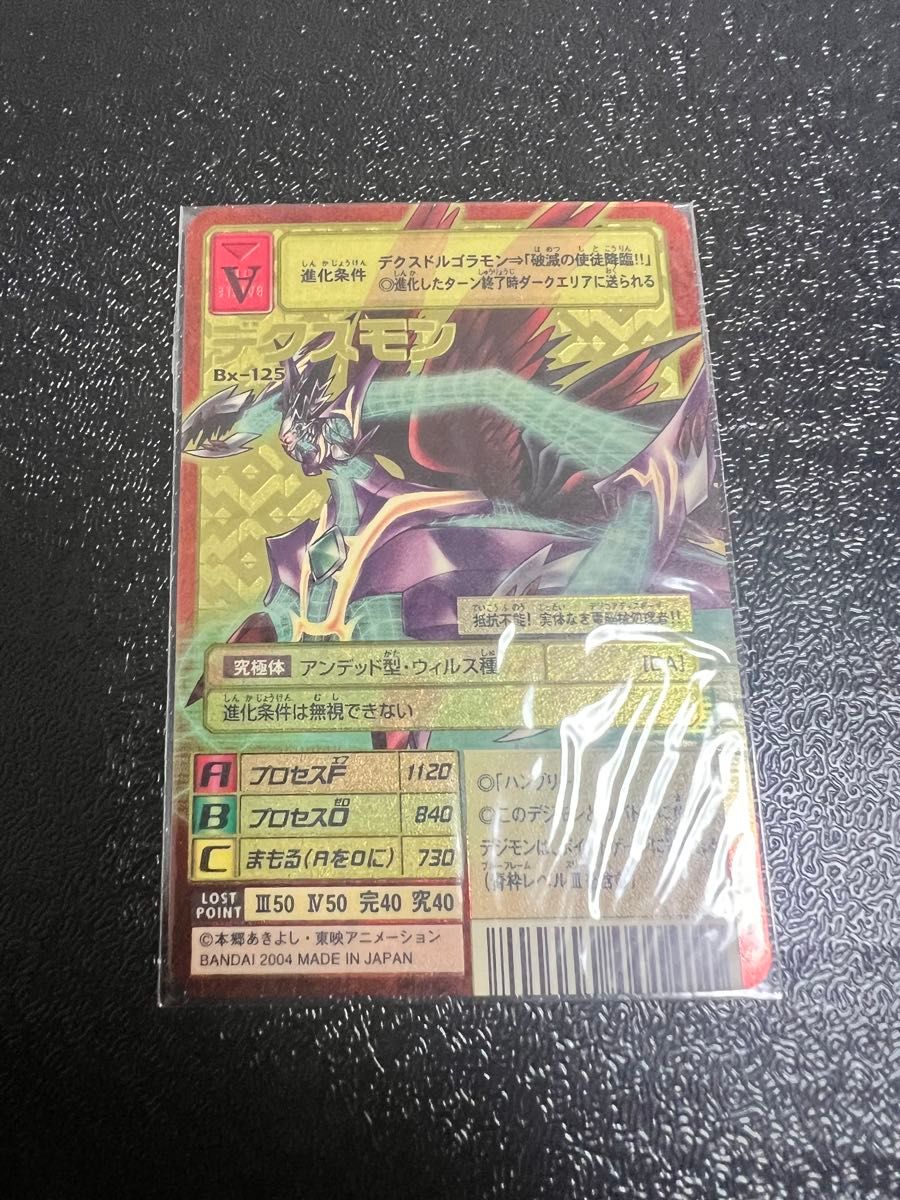 進化条件 デクスドルゴラモン⇒「破滅の使徒降臨!!」
◎進化したターン終了時ダークエリアに送られる
デクスモン
Bx-125
抵抗不能! 実体なき電脳核処理者!!
究極体 アンデッド型・ウィルス種
進化条件は無視できない
A プロセスF 1120
B プロセス0 840
C まもる(Aを0に) 730
LOST POINT Ⅲ50 Ⅳ50 完40 究40
◎「ハングリ
◎このデジモンと
デジモンは
©本郷あきよし・東映アニメーション
BANDAI 2004 MADE IN JAPAN